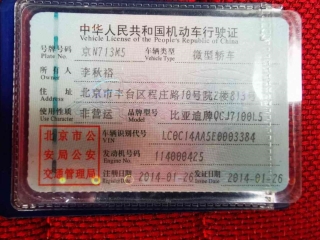 中华人民共和国机动车行驶证
Vehicle License of the People's Republic of China
号牌号码 京N713M5 车辆类型 微型轿车
Plate No. Vehicle Type
所有人 李秋裕
Owner
住址 北京市丰台区程庄路10号院2楼
Address
使用性质 非营运 品牌型号 比亚迪牌QCJ7100L5
Use Character Model
北京市公 车辆识别代号 LC0C14AA5E0003384
VIN
安局公安 发动机号码 114000425
Engine No.
交通管理局 注册日期 2014-01-26 发证日期 2014-01-26
Register Date Issue Date